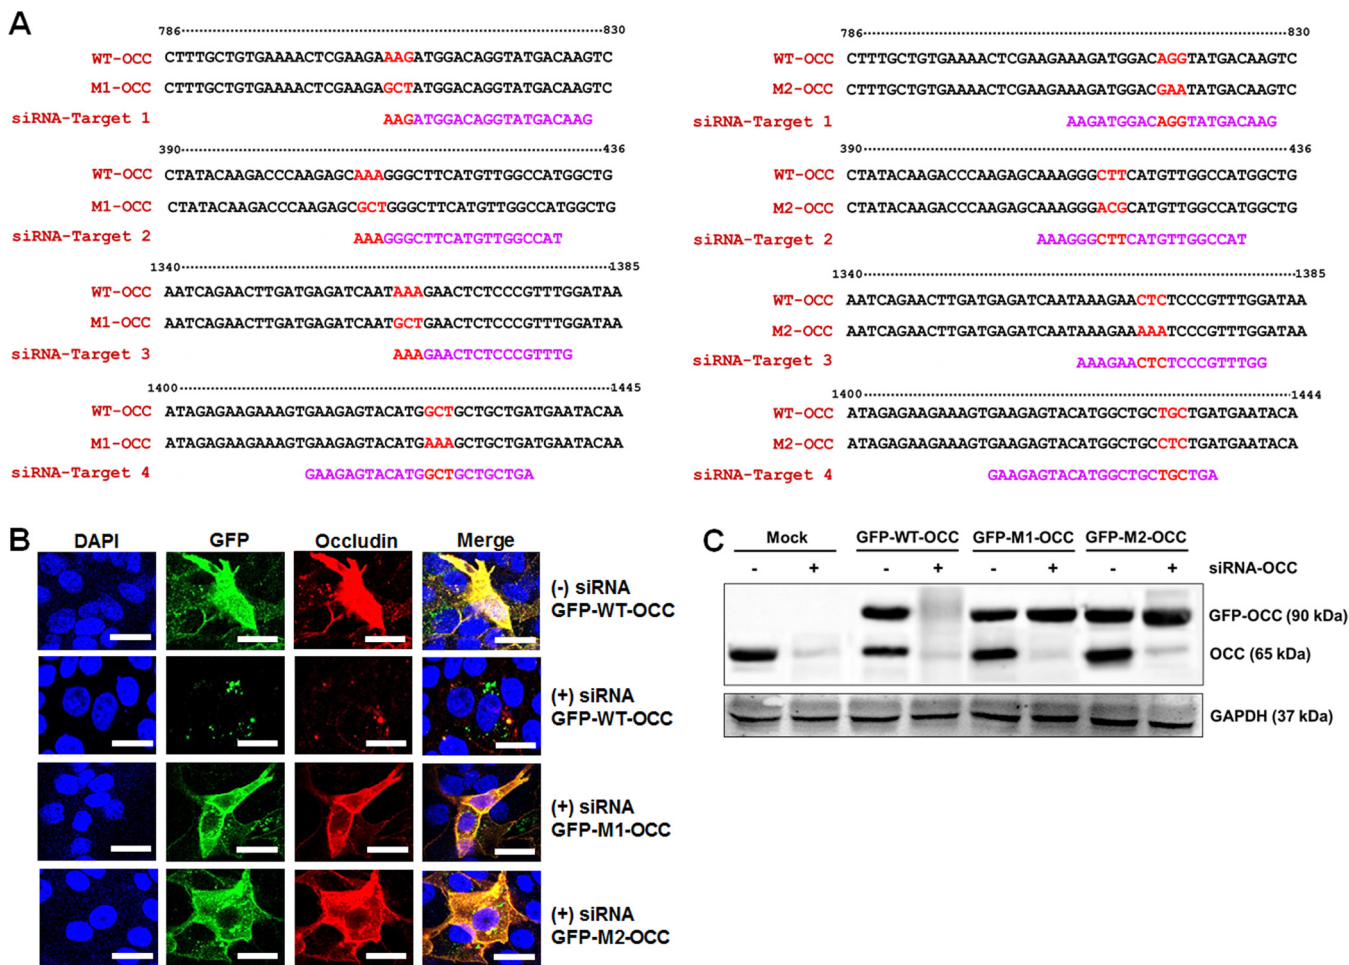 A
786 830
WT-OCC CTTTGCTGTGAAAACTCGAAGAAAGATGGACAGGTATGACAAGTC
M1-OCC CTTTGCTGTGAAAACTCGAAGAGCTATGGACAGGTATGACAAGTC
siRNA-Target 1 AAGATGGACAGGTATGACAAG
390 436
WT-OCC CTATACAAGACCCAAGAGCAAAGGGCTTCATGTTGGCCATGGCTG
M1-OCC CTATACAAGACCCAAGAGCGCTGGGCTTCATGTTGGCCATGGCTG
siRNA-Target 2 AAAGGGCTTCATGTTGGCCAT
1340 1385
WT-OCC AATCAGAACTTGATGAGATCAATAAAGAACTCTCCCGTTTGGATAA
M1-OCC AATCAGAACTTGATGAGATCAATGCTGAACTCTCCCGTTTGGATAA
siRNA-Target 3 AAAGAACTCTCCCGTTTG
1400 1445
WT-OCC ATAGAGAAGAAAGTGAAGAGTACATGGCTGCTGCTGATGAATACAA
M1-OCC ATAGAGAAGAAAGTGAAGAGTACATGAAAGCTGCTGATGAATACAA
siRNA-Target 4 GAAGAGTACATGGCTGCTGCTGA
786 830
WT-OCC CTTTGCTGTGAAAACTCGAAGAAAGATGGACAGGTATGACAAGTC
M2-OCC CTTTGCTGTGAAAACTCGAAGAAAGATGGACGAATATGACAAGTC
siRNA-Target 1 AAGATGGACAGGTATGACAAG
390 436
WT-OCC CTATACAAGACCCAAGAGCAAAGGGCTTCATGTTGGCCATGGCTG
M2-OCC CTATACAAGACCCAAGAGCAAAGGGACGCATGTTGGCCATGGCTG
siRNA-Target 2 AAAGGGCTTCATGTTGGCCAT
1340 1385
WT-OCC AATCAGAACTTGATGAGATCAATAAAGAACTCTCCCGTTTGGATAA
M2-OCC AATCAGAACTTGATGAGATCAATAAAGAAAAATCCCGTTTGGATAA
siRNA-Target 3 AAAGAACTCTCCCGTTTGG
1400 1444
WT-OCC ATAGAGAAGAAAGTGAAGAGTACATGGCTGCTGCTGATGAATACA
M2-OCC ATAGAGAAGAAAGTGAAGAGTACATGGCTGCCTCTGATGAATACA
siRNA-Target 4 GAAGAGTACATGGCTGCTGCTGA
B
DAPI GFP Occludin Merge
(-) siRNA
GFP-WT-OCC
(+) siRNA
GFP-WT-OCC
(+) siRNA
GFP-M1-OCC
(+) siRNA
GFP-M2-OCC
C
Mock GFP-WT-OCC GFP-M1-OCC GFP-M2-OCC
- + - + - + - + siRNA-OCC
GFP-OCC (90 kDa)
OCC (65 kDa)
GAPDH (37 kDa)